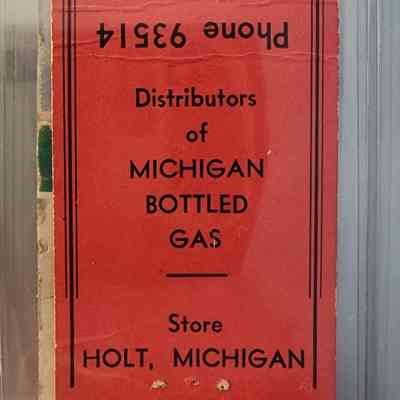 Phone 93514
Distributors
of
MICHIGAN
BOTTLED
GAS
Store
HOLT, MICHIGAN